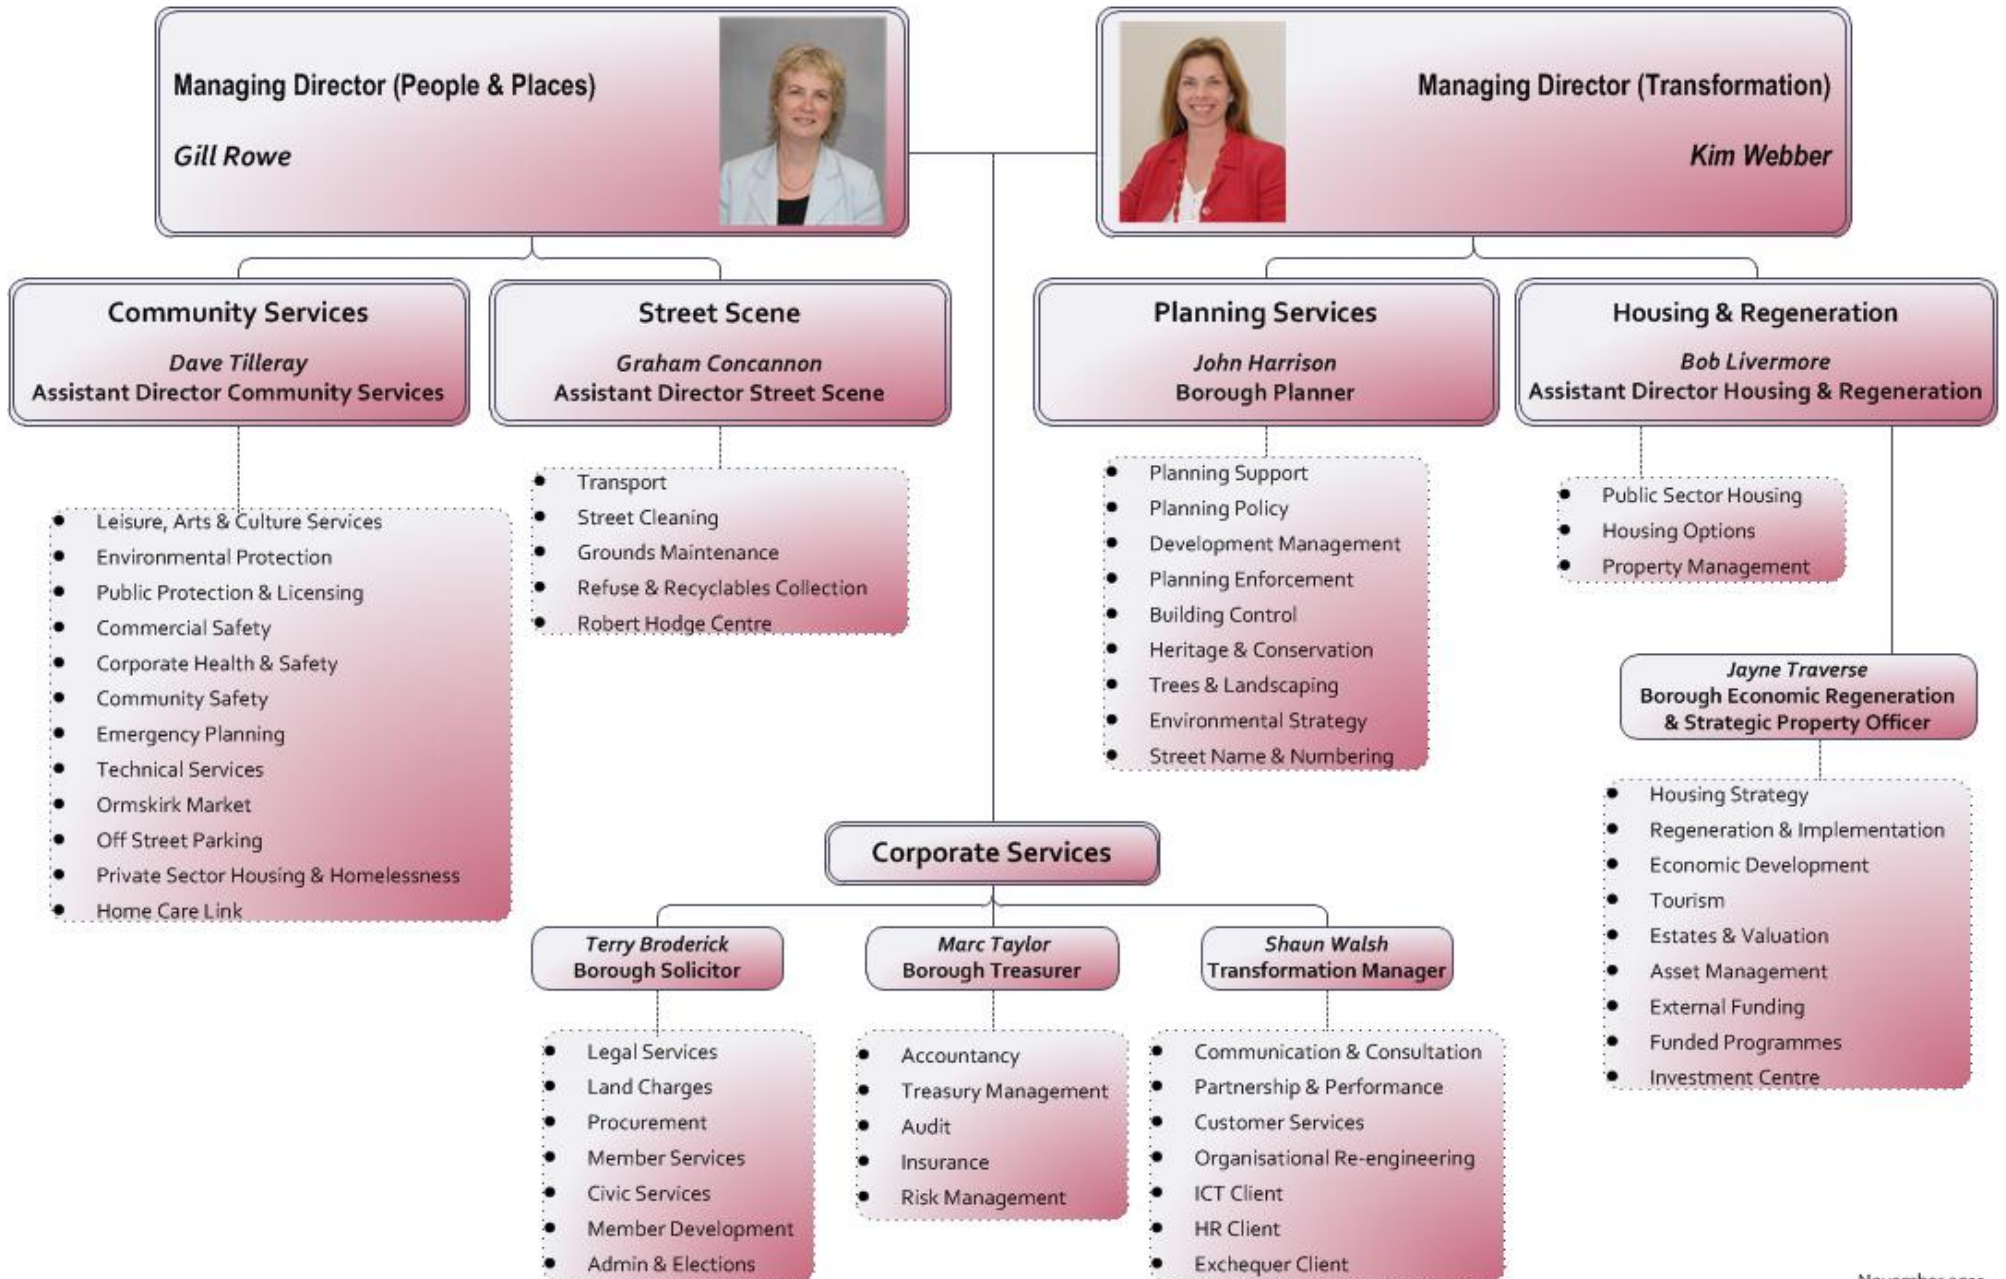 Managing Director (People & Places)
Gill Rowe
Managing Director (Transformation)
Kim Webber
Community Services
Dave Tilleray
Assistant Director Community Services
Leisure, Arts & Culture Services
Environmental Protection
Public Protection & Licensing
Commercial Safety
Corporate Health & Safety
Community Safety
Emergency Planning
Technical Services
Ormskirk Market
Off Street Parking
Private Sector Housing & Homelessness
Home Care Link
Street Scene
Graham Concannon
Assistant Director Street Scene
Transport
Street Cleaning
Grounds Maintenance
Refuse & Recyclables Collection
Robert Hodge Centre
Planning Services
John Harrison
Borough Planner
Planning Support
Planning Policy
Development Management
Planning Enforcement
Building Control
Heritage & Conservation
Trees & Landscaping
Environmental Strategy
Street Name & Numbering
Housing & Regeneration
Bob Livermore
Assistant Director Housing & Regeneration
Public Sector Housing
Housing Options
Property Management
Jayne Traverse
Borough Economic Regeneration
& Strategic Property Officer
Housing Strategy
Regeneration & Implementation
Economic Development
Tourism
Estates & Valuation
Asset Management
External Funding
Funded Programmes
Investment Centre
Corporate Services
Terry Broderick
Borough Solicitor
Legal Services
Land Charges
Procurement
Member Services
Civic Services
Member Development
Admin & Elections
Marc Taylor
Borough Treasurer
Accountancy
Treasury Management
Audit
Insurance
Risk Management
Shaun Walsh
Transformation Manager
Communication & Consultation
Partnership & Performance
Customer Services
Organisational Re-engineering
ICT Client
HR Client
Exchequer Client